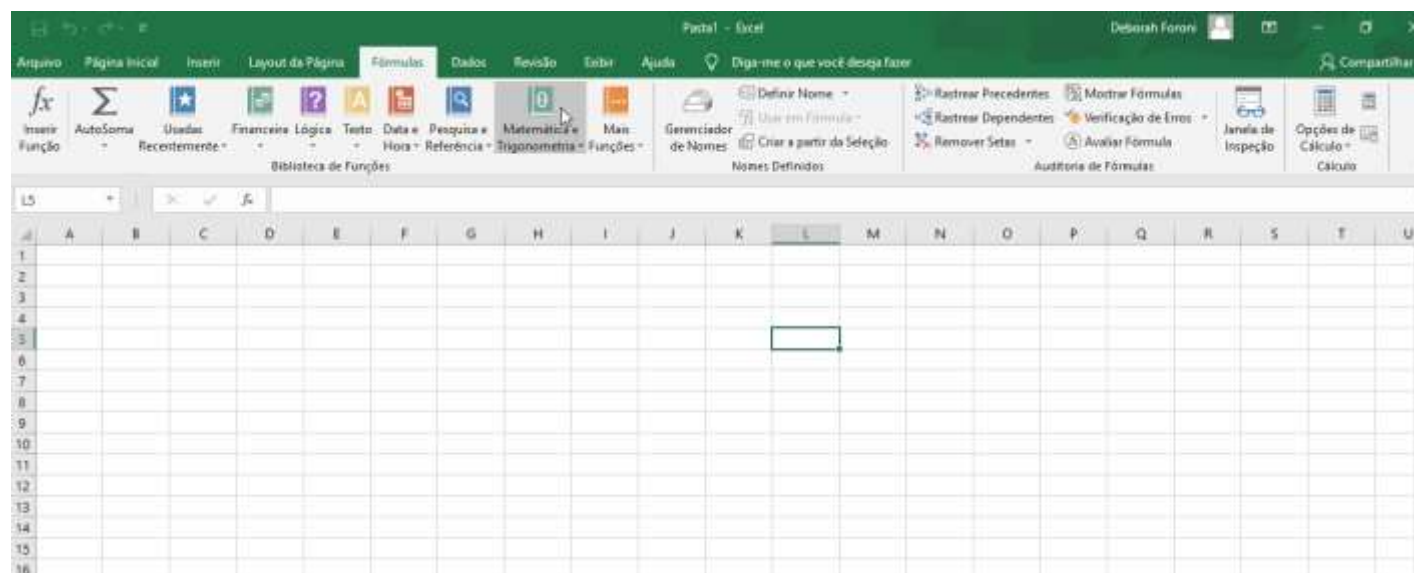 Pasta1 - Excel
Deborah Foroni
Arquivo Página Inicial Inserir Layout da Página Fórmulas Dados Revisão Exibir Ajuda Diga-me o que você deseja fazer
Compartilhar
fx Inserir Função
Σ AutoSoma
Usadas Recentemente
Financeira
Lógica
Texto
Data e Hora
Pesquisa e Referência
Matemática e Trigonometria
Mais Funções
Biblioteca de Funções
Gerenciador de Nomes
Definir Nome
Usar em Fórmula
Criar a partir da Seleção
Nomes Definidos
Rastrear Precedentes
Rastrear Dependentes
Remover Setas
Mostrar Fórmulas
Verificação de Erros
Avaliar Fórmula
Auditoria de Fórmulas
Janela de Inspeção
Opções de Cálculo
Cálculo
L5 fx
A B C D E F G H I J K L M N O P Q R S T U
1
2
3
4
5
6
7
8
9
10
11
12
13
14
15
16